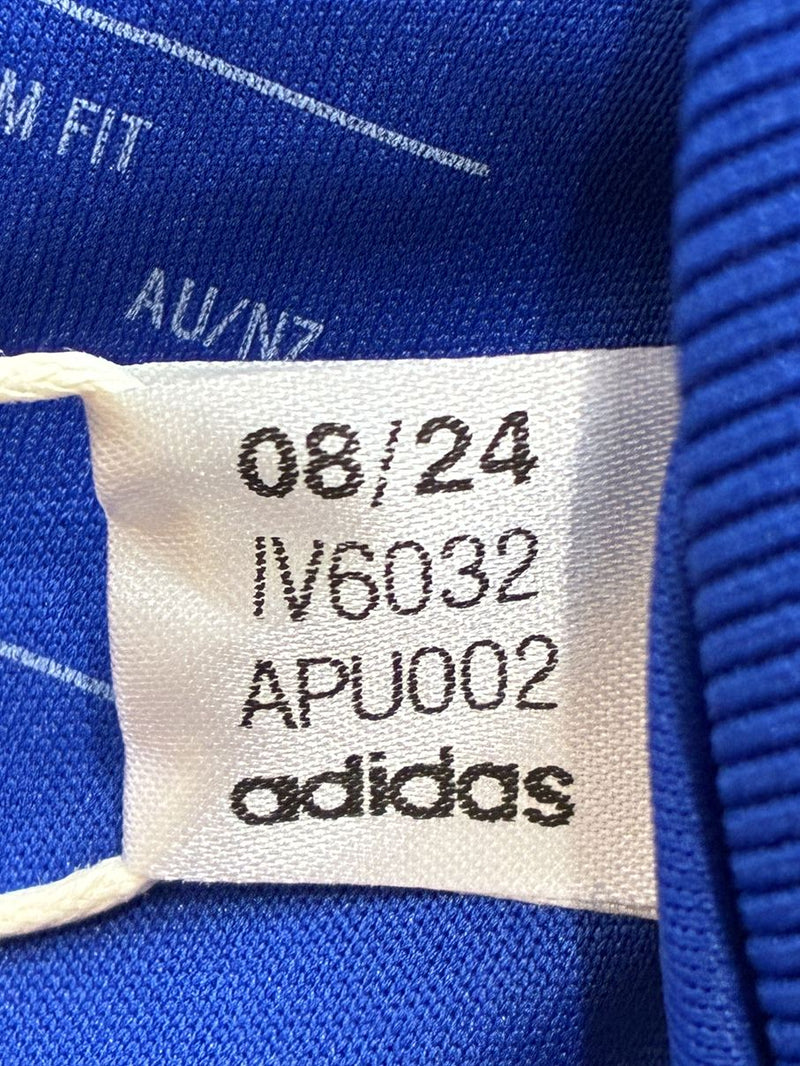 M FIT
AU/NZ
08/24
IV6032
APU002
adidas